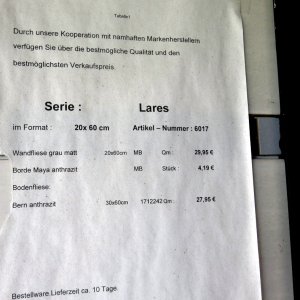 Tabelle1
Durch unsere Kooperation mit namhaften Markenherstellern
verfügen Sie über die bestmögliche Qualität und den
bestmöglichsten Verkaufspreis.
Serie : Lares
im Format : 20x 60 cm Artikel – Nummer : 6017
Wandfliese grau matt 20x60cm MB Qm : 29,95 €
Borde Maya anthrazit MB Stück : 4,19 €
Bodenfliese:
Bern anthrazit 30x60cm 1712242 Qm : 27,95 €
Bestellware.Lieferzeit ca. 10 Tage.